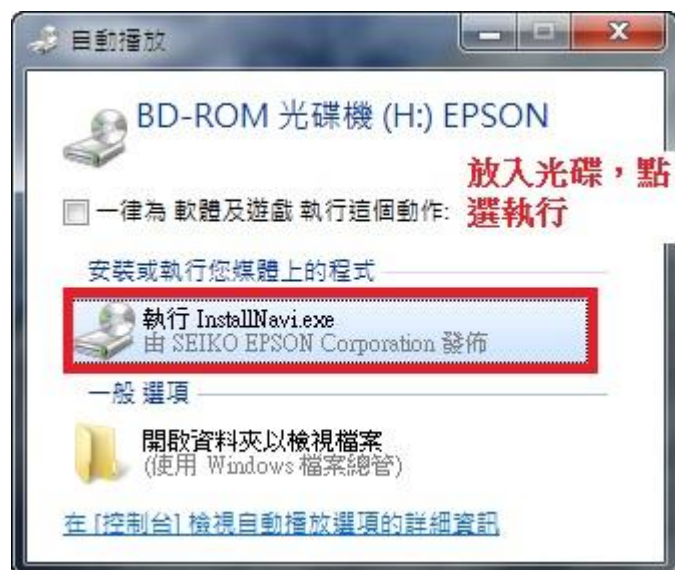 自動播放
BD-ROM 光碟機 (H:) EPSON
放入光碟，點
選執行
一律為 軟體及遊戲 執行這個動作:
安裝或執行您媒體上的程式
執行 InstallNavi.exe
由 SEIKO EPSON Corporation 發佈
一般 選項
開啟資料夾以檢視檔案
(使用 Windows 檔案總管)
在 [控制台] 檢視自動播放選項的詳細資訊